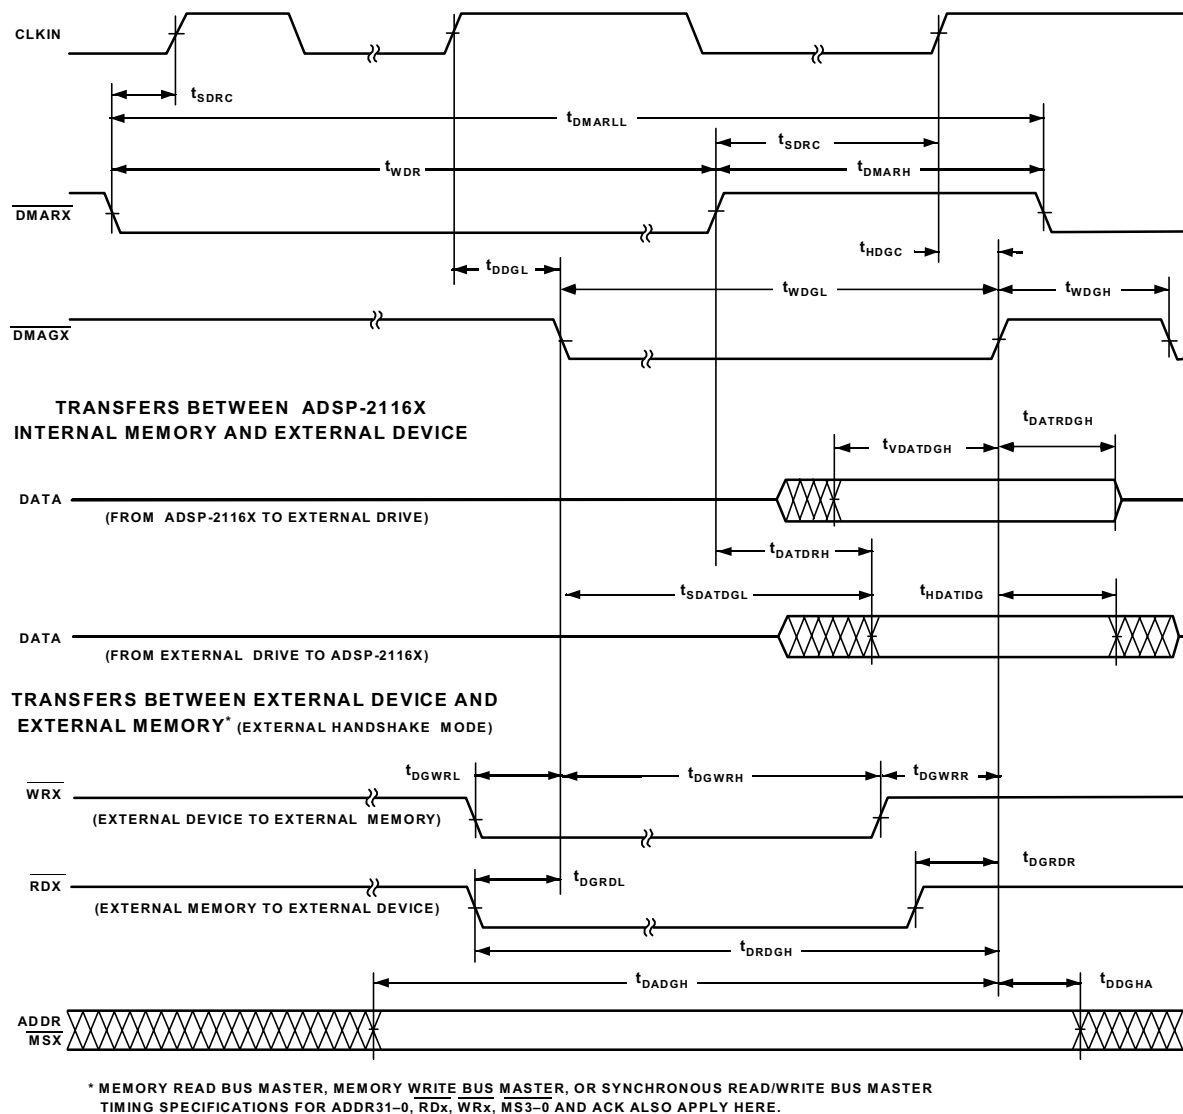 CLKIN
tSDRC
tDMARLL
tSDRC
tWDR
tDMARH
DMARX
tHDGC
tDDGL
tWDGL
tWDGH
DMAGX
TRANSFERS BETWEEN ADSP-2116X
INTERNAL MEMORY AND EXTERNAL DEVICE
tDATRDGH
tVDATDGH
DATA
(FROM ADSP-2116X TO EXTERNAL DRIVE)
tDATDRH
tSDATDGL
tHDATIDG
DATA
(FROM EXTERNAL DRIVE TO ADSP-2116X)
TRANSFERS BETWEEN EXTERNAL DEVICE AND
EXTERNAL MEMORY* (EXTERNAL HANDSHAKE MODE)
tDGWRL
tDGWRH
tDGWRR
WRX
(EXTERNAL DEVICE TO EXTERNAL MEMORY)
tDGRDR
RDX
tDGRDL
(EXTERNAL MEMORY TO EXTERNAL DEVICE)
tDRDGH
tDADGH
tDDGHA
ADDR
MSX
* MEMORY READ BUS MASTER, MEMORY WRITE BUS MASTER, OR SYNCHRONOUS READ/WRITE BUS MASTER
TIMING SPECIFICATIONS FOR ADDR31–0, RDx, WRx, MS3–0 AND ACK ALSO APPLY HERE.